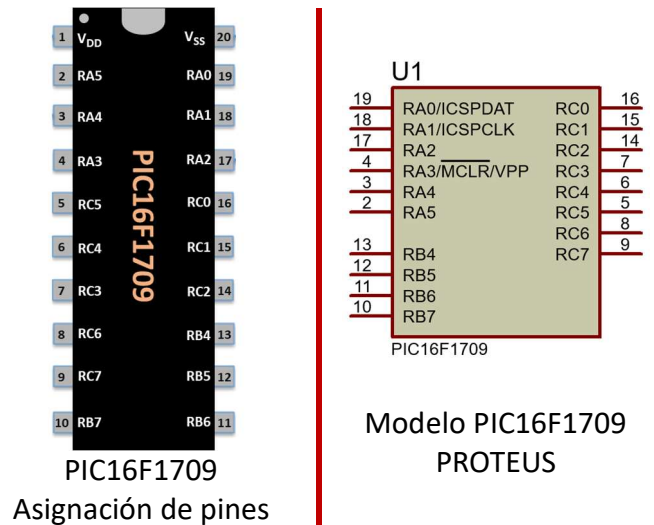 1 VDD VSS 20
2 RA5 RA0 19
3 RA4 RA1 18
4 RA3 RA2 17
5 RC5 RC0 16
6 RC4 RC1 15
7 RC3 RC2 14
8 RC6 RB4 13
9 RC7 RB5 12
10 RB7 RB6 11
PIC16F1709
PIC16F1709
Asignación de pines
U1
19 RA0/ICSPDAT RC0 16
18 RA1/ICSPCLK RC1 15
17 RA2 RC2 14
4 RA3/MCLR/VPP RC3 7
3 RA4 RC4 6
2 RA5 RC5 5
RC6 8
13 RB4 RC7 9
12 RB5
11 RB6
10 RB7
PIC16F1709
Modelo PIC16F1709
PROTEUS